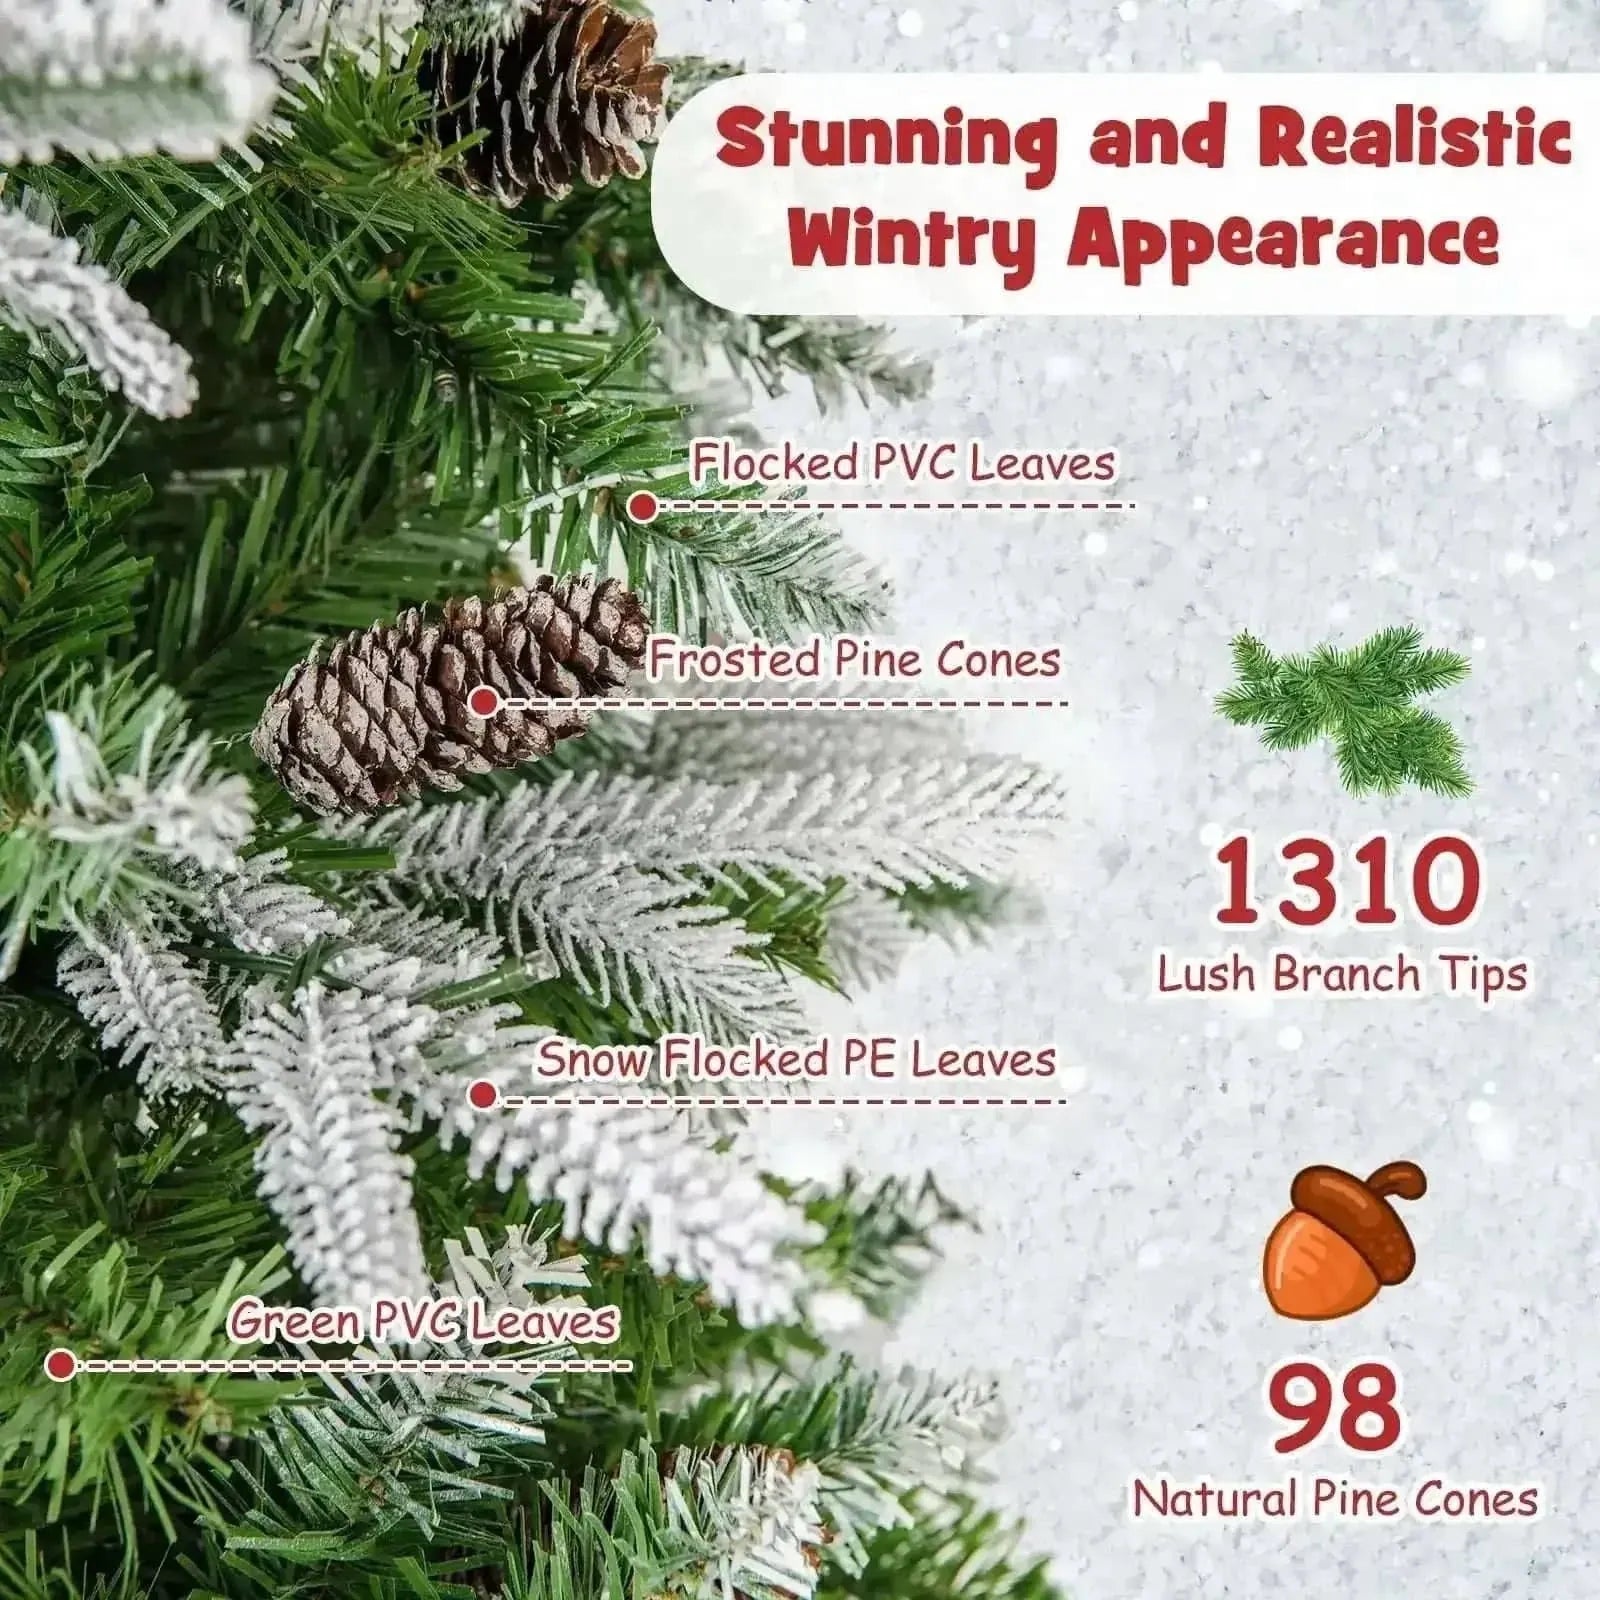 Stunning and Realistic
Wintry Appearance
Flocked PVC Leaves
Frosted Pine Cones
1310
Lush Branch Tips
Snow Flocked PE Leaves
Green PVC Leaves
98
Natural Pine Cones